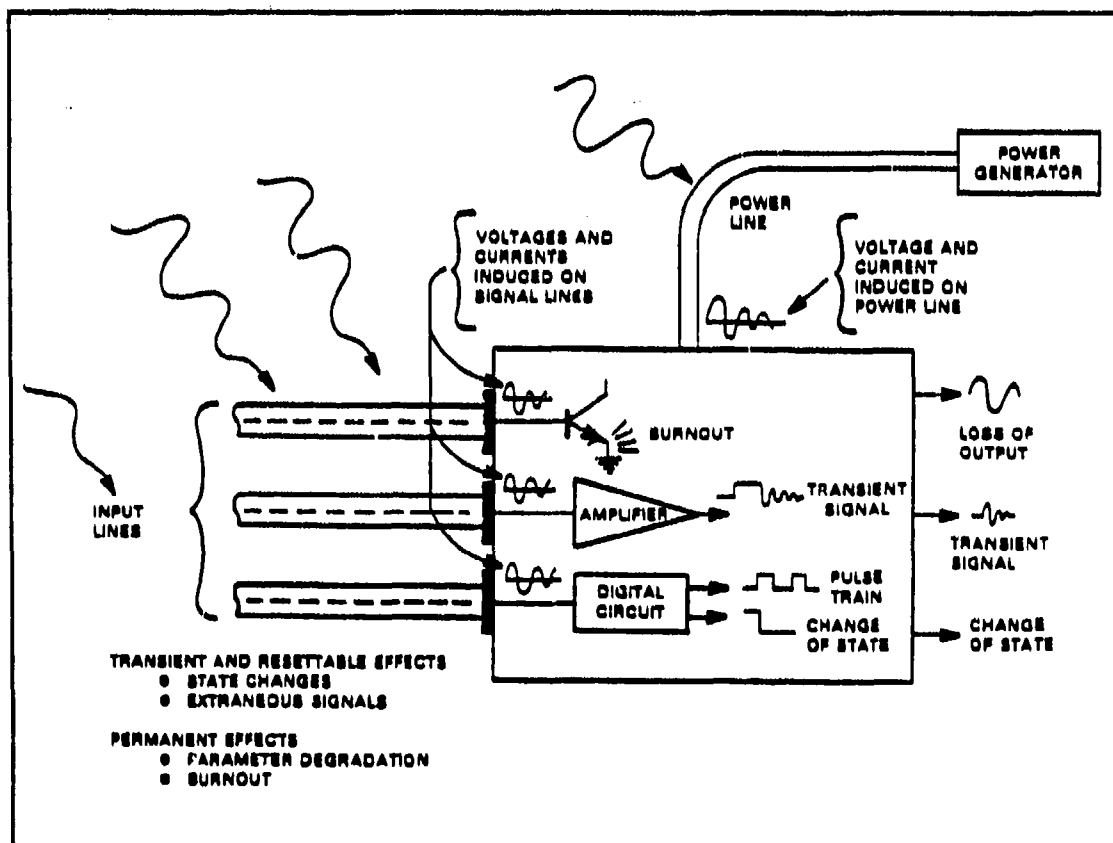 POWER
GENERATOR
POWER
LINE
VOLTAGES AND
CURRENTS
INDUCED ON
SIGNAL LINES
VOLTAGE AND
CURRENT
INDUCED ON
POWER LINE
BURNOUT
LOSS OF
OUTPUT
INPUT
LINES
AMPLIFIER
TRANSIENT
SIGNAL
TRANSIENT
SIGNAL
DIGITAL
CIRCUIT
PULSE
TRAIN
CHANGE
OF STATE
CHANGE
OF STATE
TRANSIENT AND RESETTABLE EFFECTS
● STATE CHANGES
● EXTRANEOUS SIGNALS
PERMANENT EFFECTS
● PARAMETER DEGRADATION
● BURNOUT